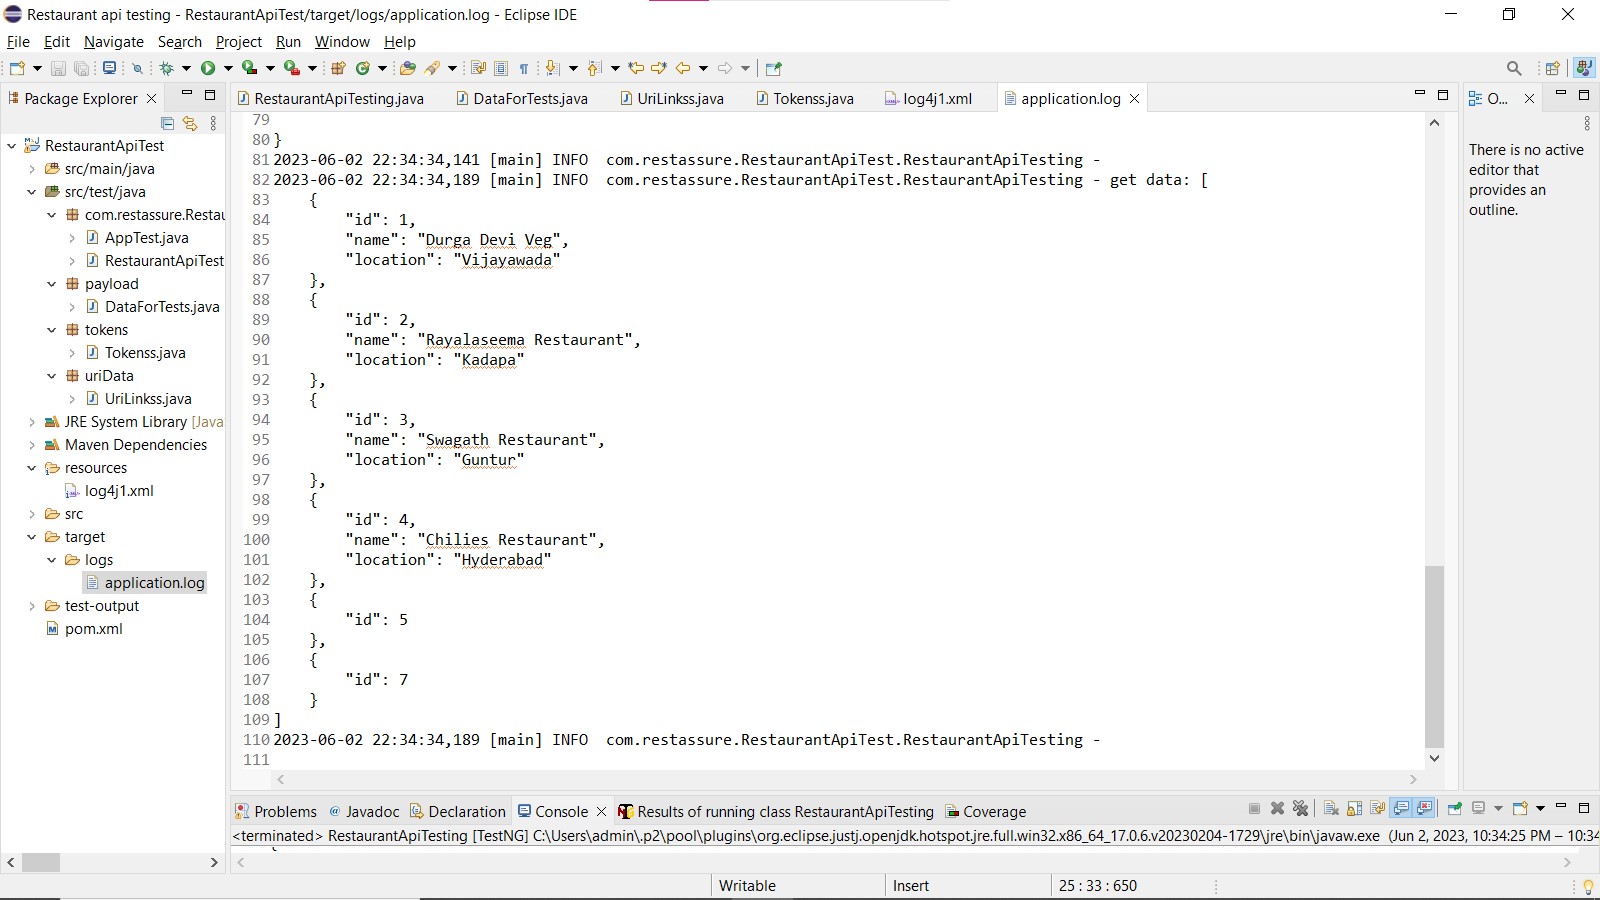 Restaurant api testing - RestaurantApiTest/target/logs/application.log - Eclipse IDE
File Edit Navigate Search Project Run Window Help
Package Explorer
RestaurantApiTest
src/main/java
src/test/java
com.restassure.Restau
AppTest.java
RestaurantApiTest
payload
DataForTests.java
tokens
Tokenss.java
uriData
UriLinkss.java
JRE System Library [Java
Maven Dependencies
resources
log4j1.xml
src
target
logs
application.log
test-output
pom.xml
RestaurantApiTesting.java DataForTests.java UriLinkss.java Tokenss.java log4j1.xml application.log
79
80 }
81 2023-06-02 22:34:34,141 [main] INFO  com.restassure.RestaurantApiTest.RestaurantApiTesting -
82 2023-06-02 22:34:34,189 [main] INFO  com.restassure.RestaurantApiTest.RestaurantApiTesting - get data: [
83     {
84         "id": 1,
85         "name": "Durga Devi Veg",
86         "location": "Vijayawada"
87     },
88     {
89         "id": 2,
90         "name": "Rayalaseema Restaurant",
91         "location": "Kadapa"
92     },
93     {
94         "id": 3,
95         "name": "Swagath Restaurant",
96         "location": "Guntur"
97     },
98     {
99         "id": 4,
100         "name": "Chilies Restaurant",
101         "location": "Hyderabad"
102     },
103     {
104         "id": 5
105     },
106     {
107         "id": 7
108     }
109 ]
110 2023-06-02 22:34:34,189 [main] INFO  com.restassure.RestaurantApiTest.RestaurantApiTesting -
111
O...
There is no active
editor that
provides an
outline.
Problems @ Javadoc Declaration Console Results of running class RestaurantApiTesting Coverage
<terminated> RestaurantApiTesting [TestNG] C:\Users\admin\.p2\pool\plugins\org.eclipse.justj.openjdk.hotspot.jre.full.win32.x86_64_17.0.6.v20230204-1729\jre\bin\javaw.exe (Jun 2, 2023, 10:34:25 PM – 10:34
Writable Insert 25 : 33 : 650